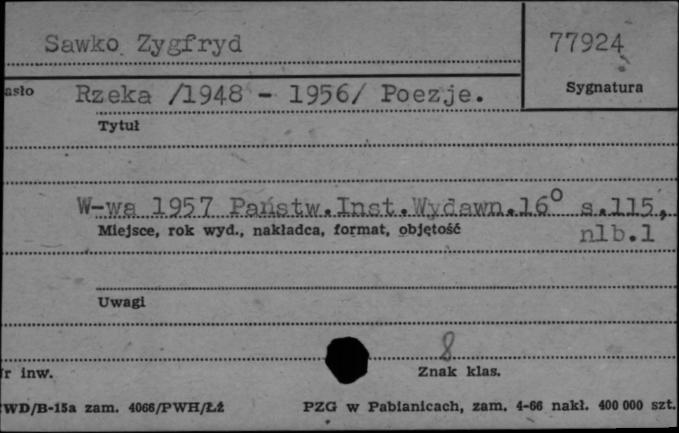 Sawko Zygfryd
77924
asło Rzeka /1948 - 1956/ Poezje.
Sygnatura
Tytuł
W-wa 1957 Państw.Inst.Wydawn.16° s.115,
Miejsce, rok wyd., nakładca, format, objętość
nlb.1
Uwagi
8
r inw.
Znak klas.
WD/B-15a zam. 4066/PWH/Łź
PZG w Pabianicach, zam. 4-66 nakł. 400 000 szt.